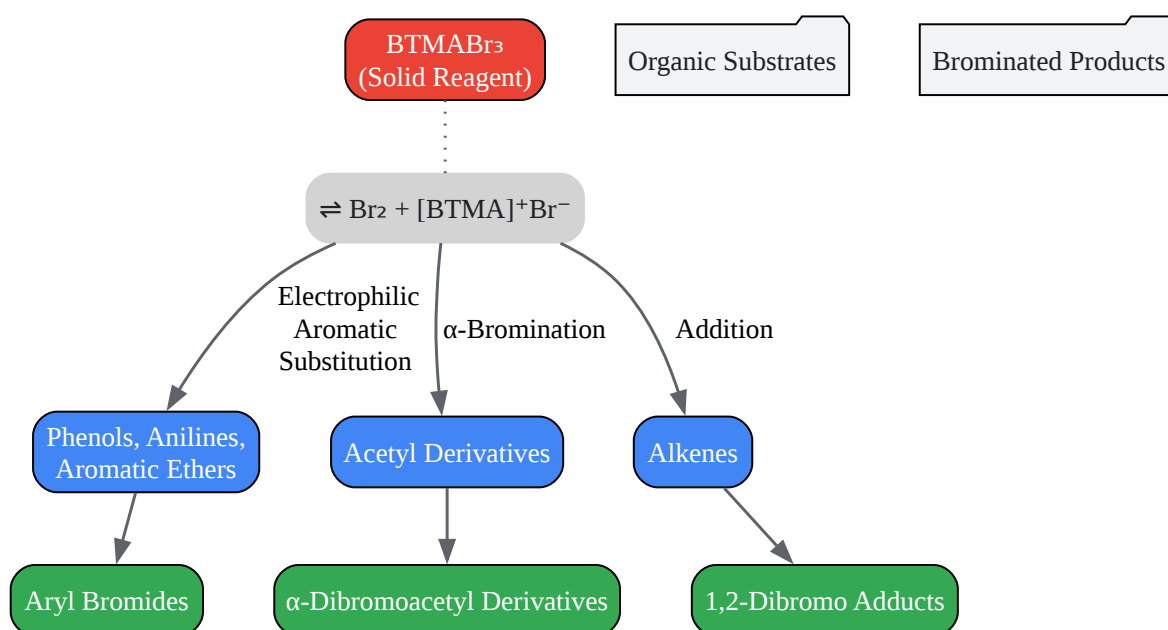 BTMABr₃
(Solid Reagent)
Organic Substrates
Brominated Products
⇌ Br₂ + [BTMA]⁺Br⁻
Electrophilic
Aromatic
Substitution
α-Bromination
Addition
Phenols, Anilines,
Aromatic Ethers
Acetyl Derivatives
Alkenes
Aryl Bromides
α-Dibromoacetyl Derivatives
1,2-Dibromo Adducts